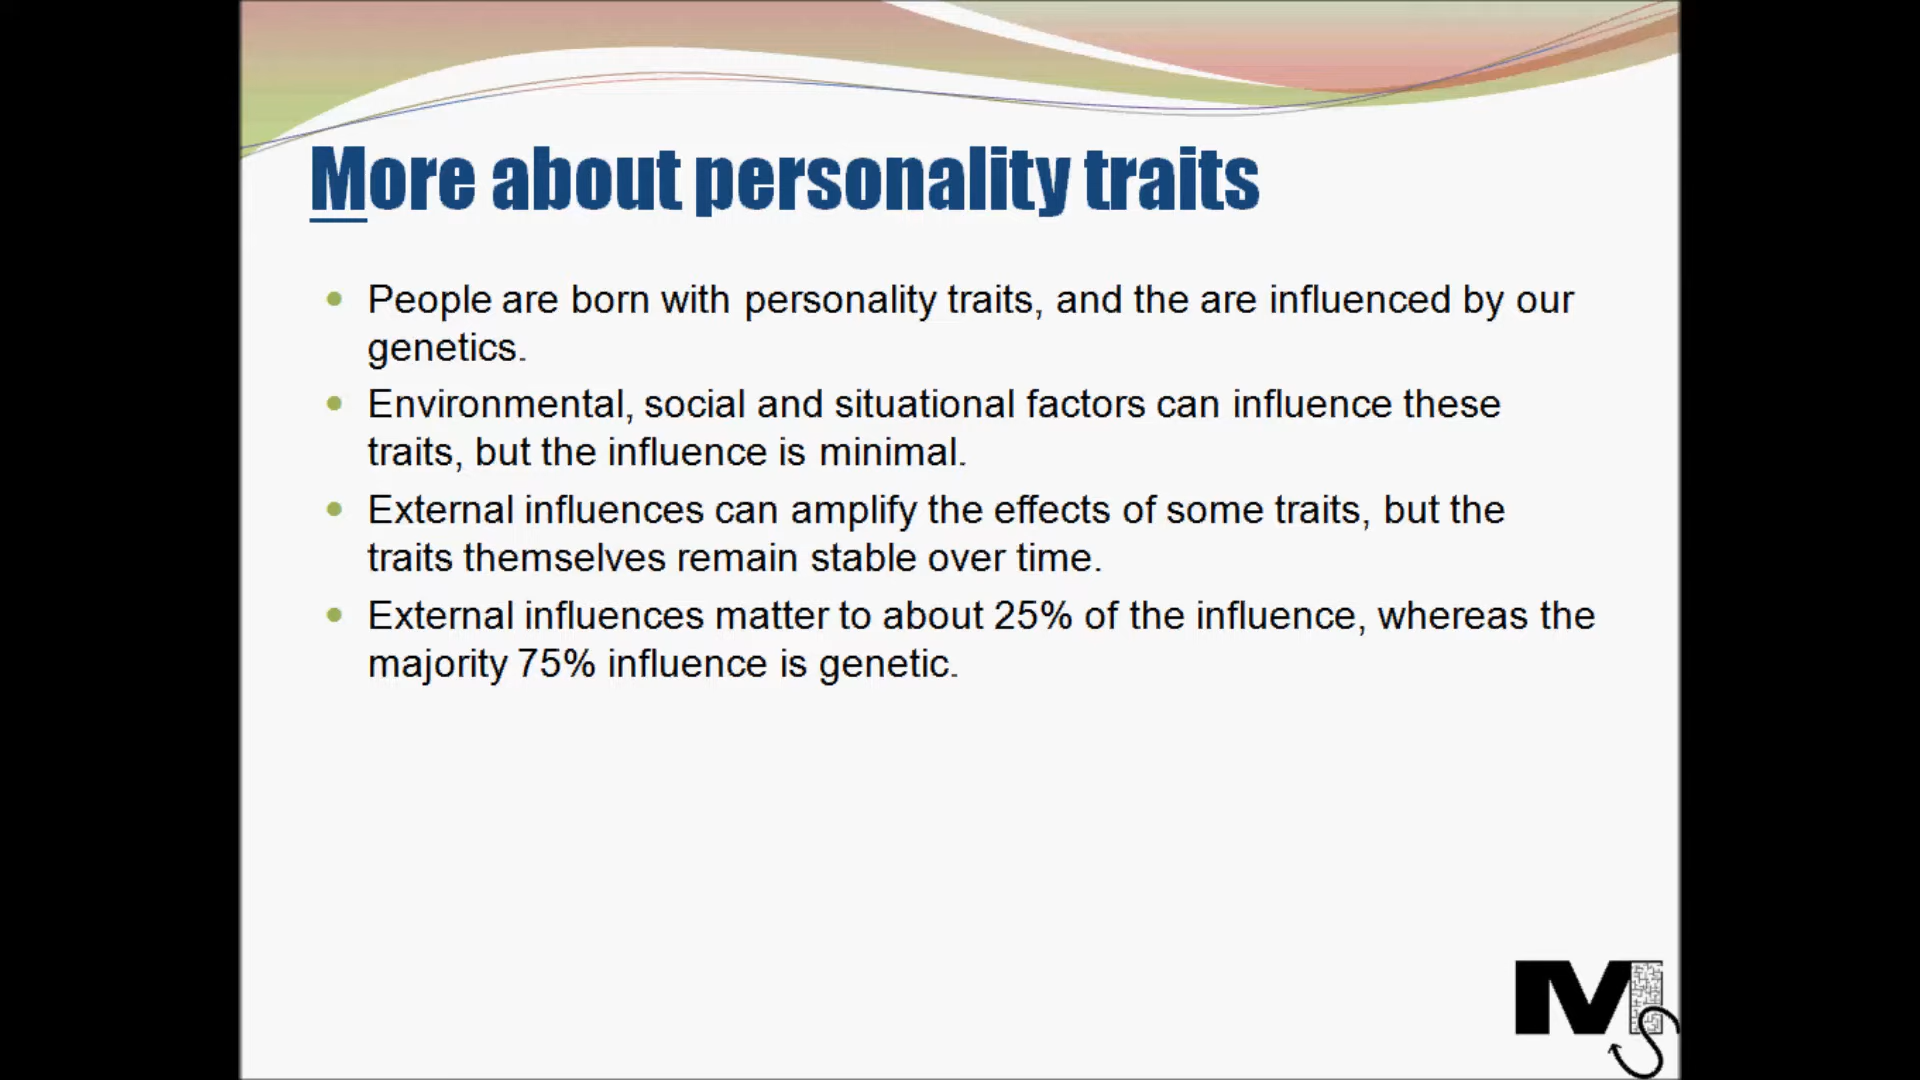 More about personality traits
People are born with personality traits, and the are influenced by our
genetics.
Environmental, social and situational factors can influence these
traits, but the influence is minimal.
External influences can amplify the effects of some traits, but the
traits themselves remain stable over time.
External influences matter to about 25% of the influence, whereas the
majority 75% influence is genetic.
MS